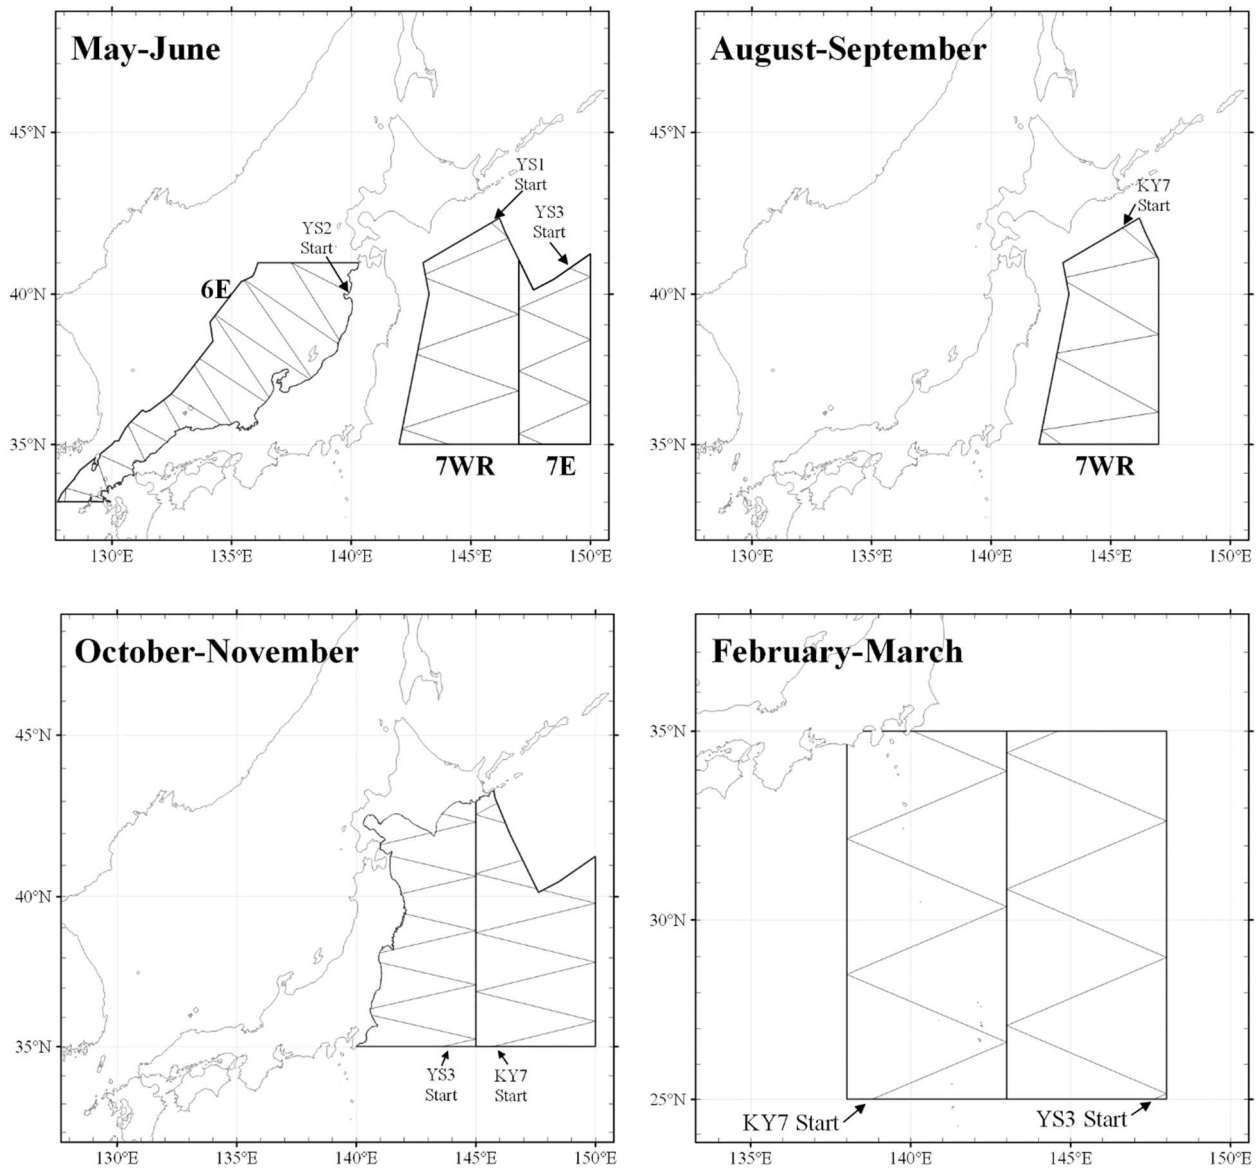 May-June
45°N
40°N
35°N
130°E
135°E
140°E
145°E
150°E
YS1
Start
YS3
Start
YS2
Start
6E
7WR
7E
August-September
45°N
40°N
35°N
130°E
135°E
140°E
145°E
150°E
KY7
Start
7WR
October-November
45°N
40°N
35°N
130°E
135°E
140°E
145°E
150°E
YS3
Start
KY7
Start
February-March
35°N
30°N
25°N
135°E
140°E
145°E
150°E
KY7 Start
YS3 Start